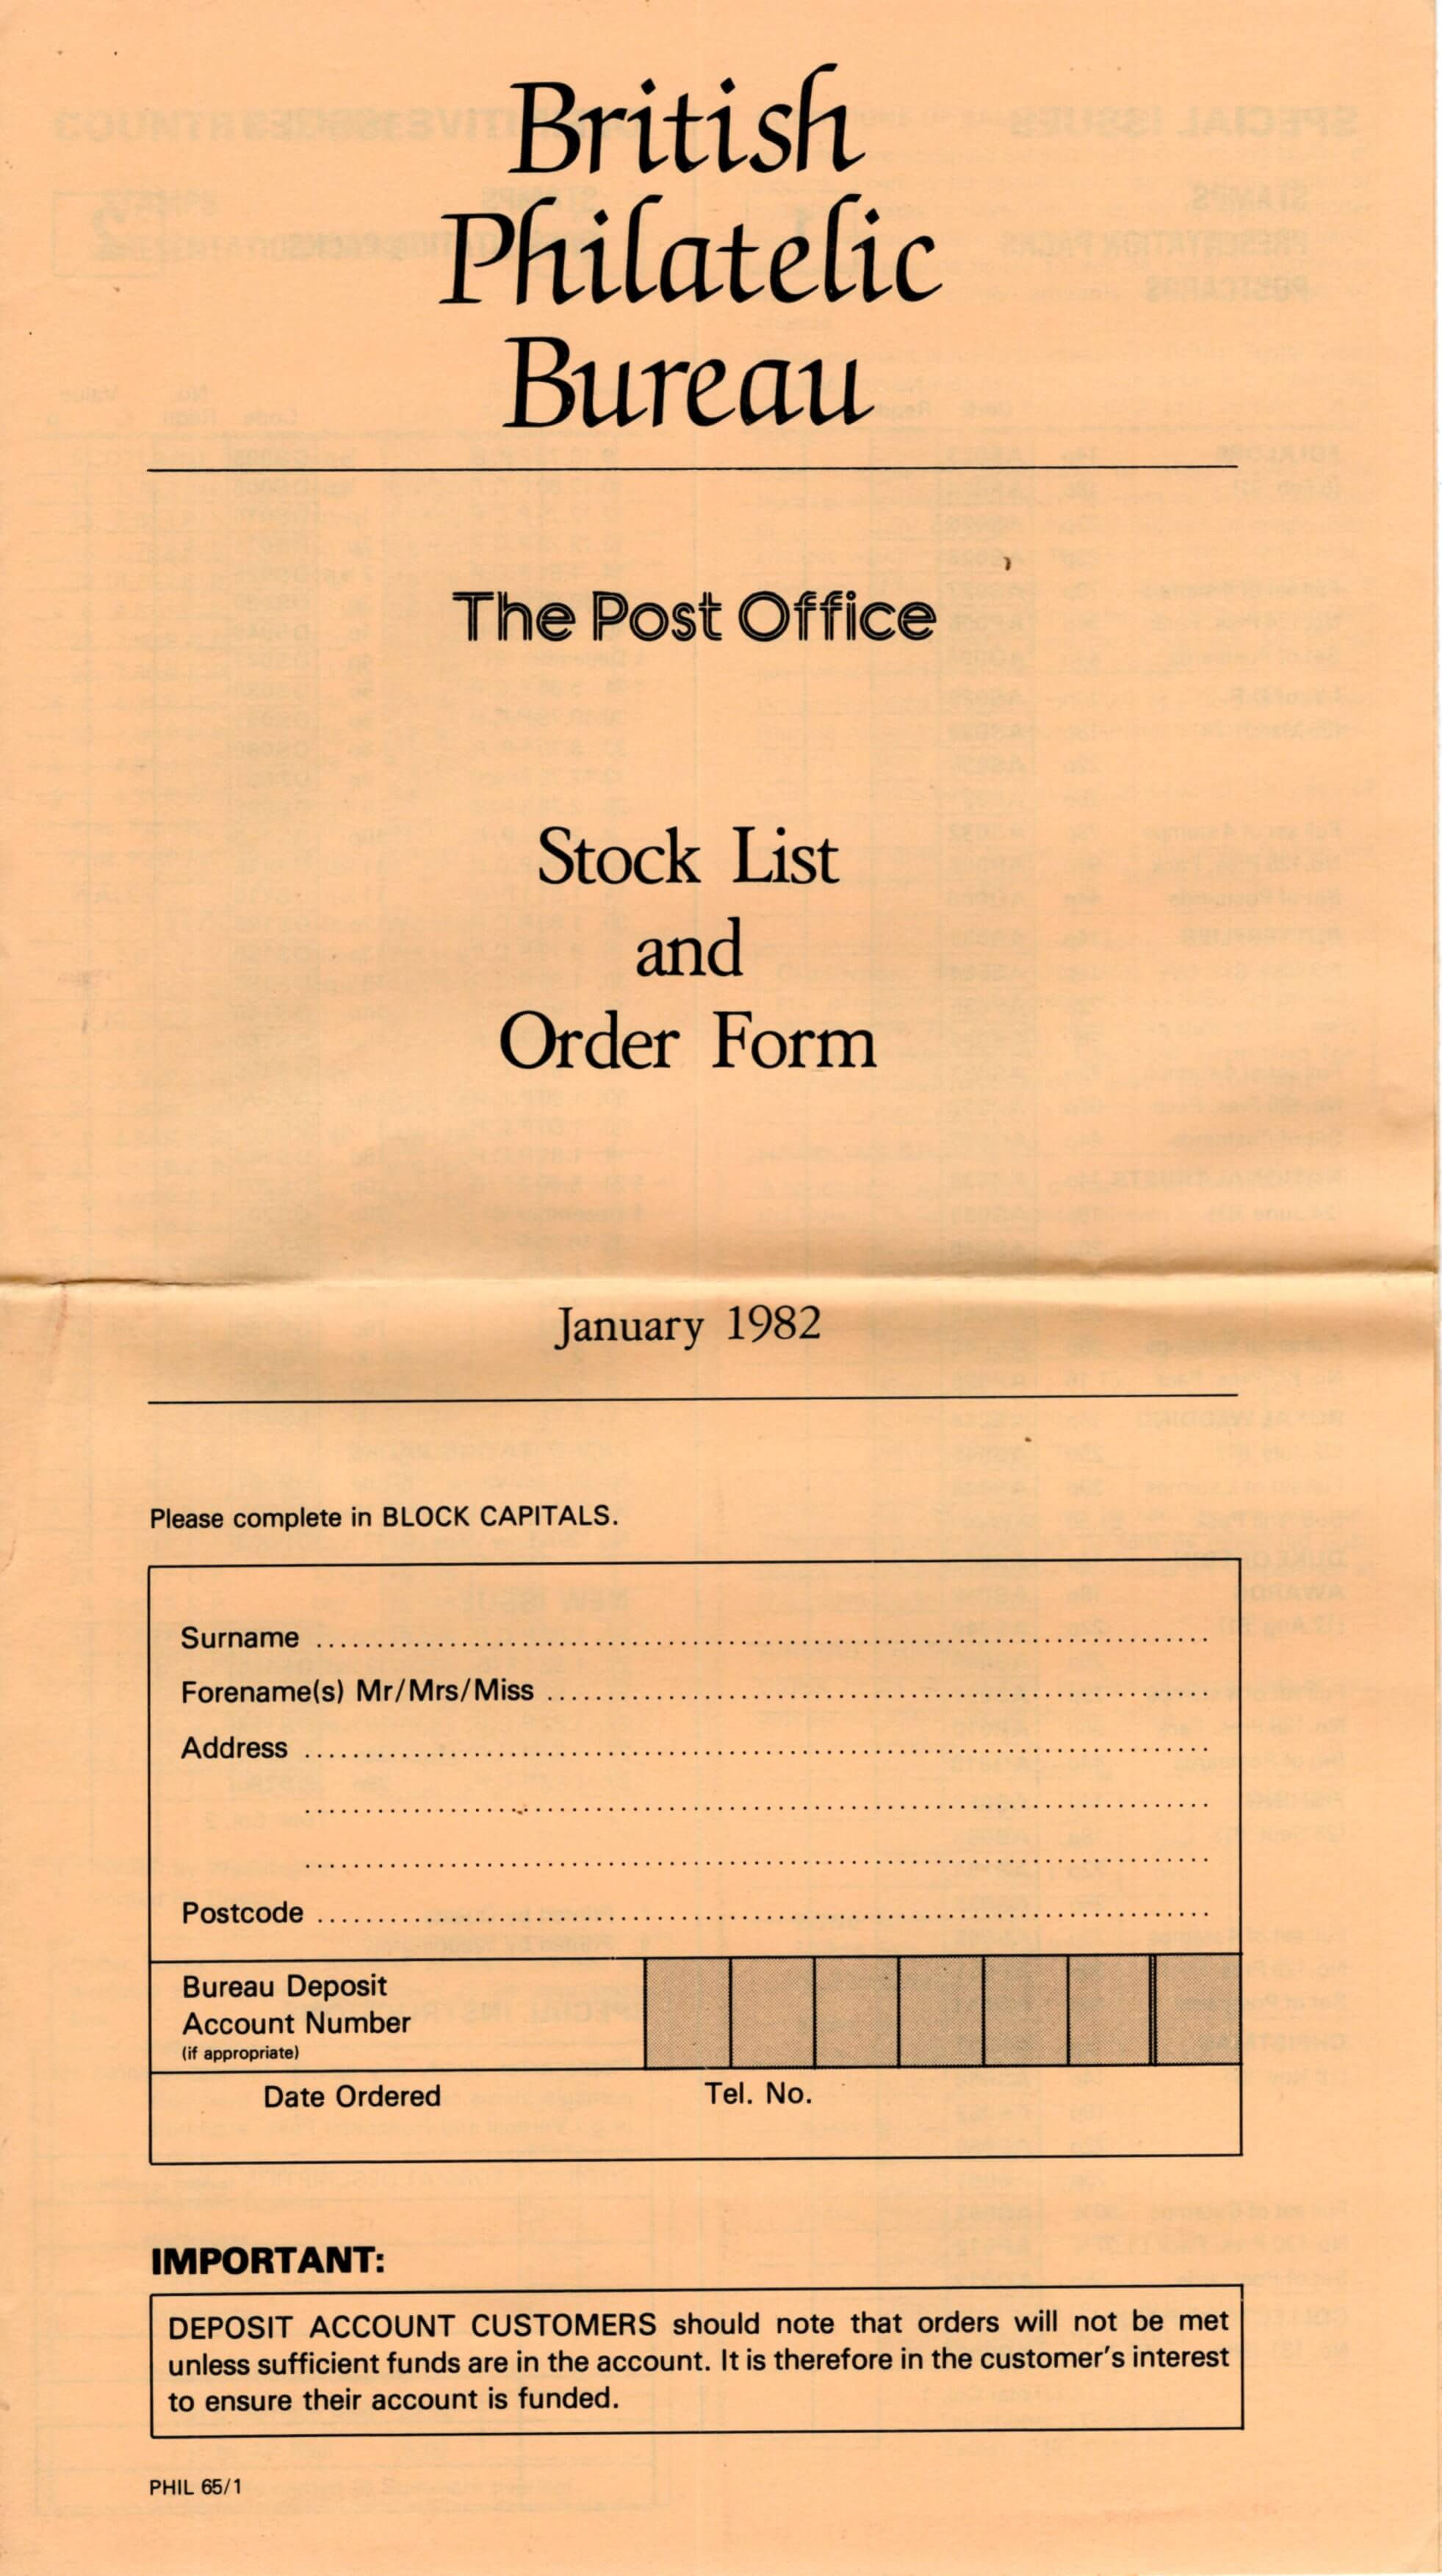 British
Philatelic
Bureau
The Post Office
Stock List
and
Order Form
January 1982
Please complete in BLOCK CAPITALS.
Surname ................................................................
Forename(s) Mr/Mrs/Miss ................................................
Address ................................................................
................................................................
................................................................
Postcode ................................................................
Bureau Deposit
Account Number
(if appropriate)
Date Ordered Tel. No.
IMPORTANT:
DEPOSIT ACCOUNT CUSTOMERS should note that orders will not be met
unless sufficient funds are in the account. It is therefore in the customer's interest
to ensure their account is funded.
PHIL 65/1